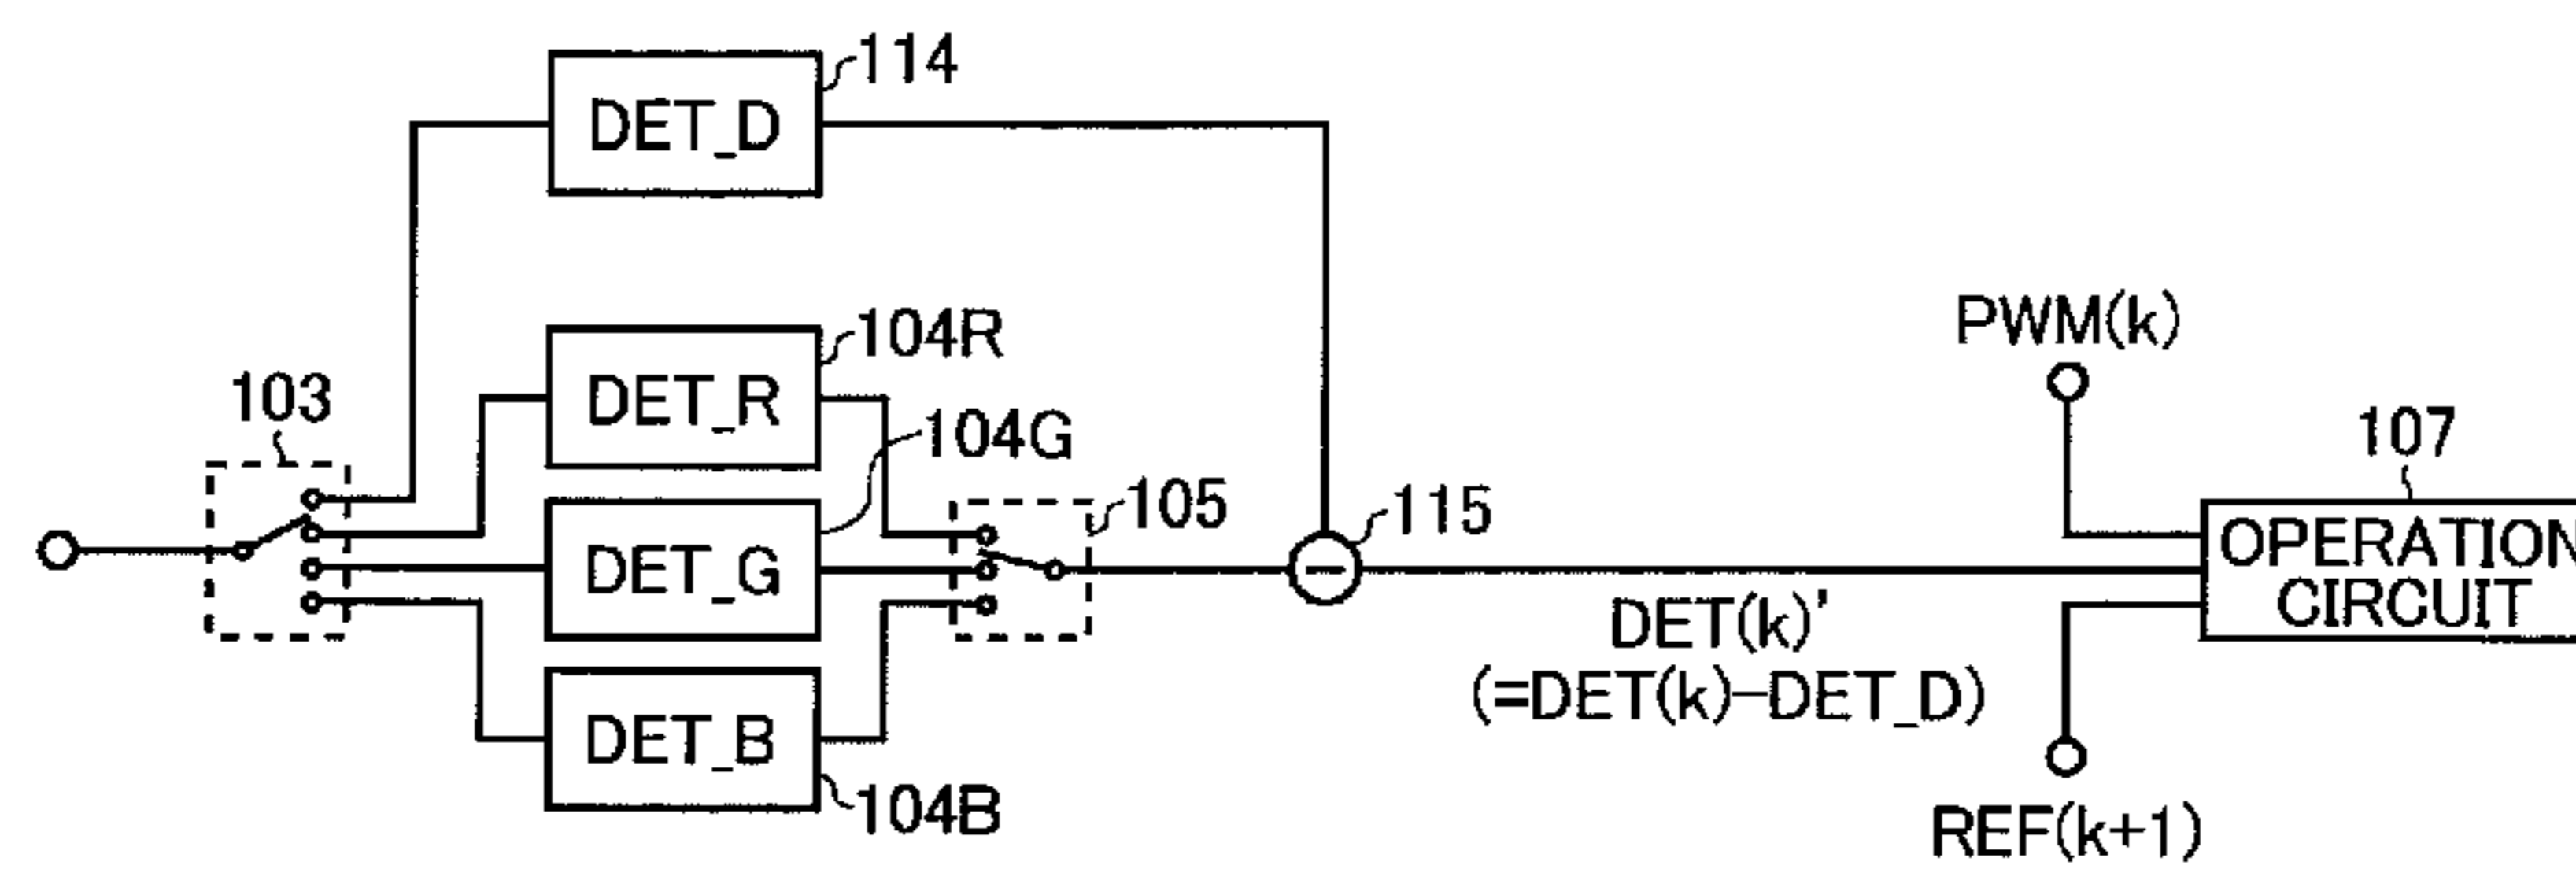 114
DET_D
104R
DET_R
PWM(k)
103
104G
107
105
115
DET_G
OPERATION
CIRCUIT
DET(k)'
(=DET(k)-DET_D)
DET_B
104B
REF(k+1)